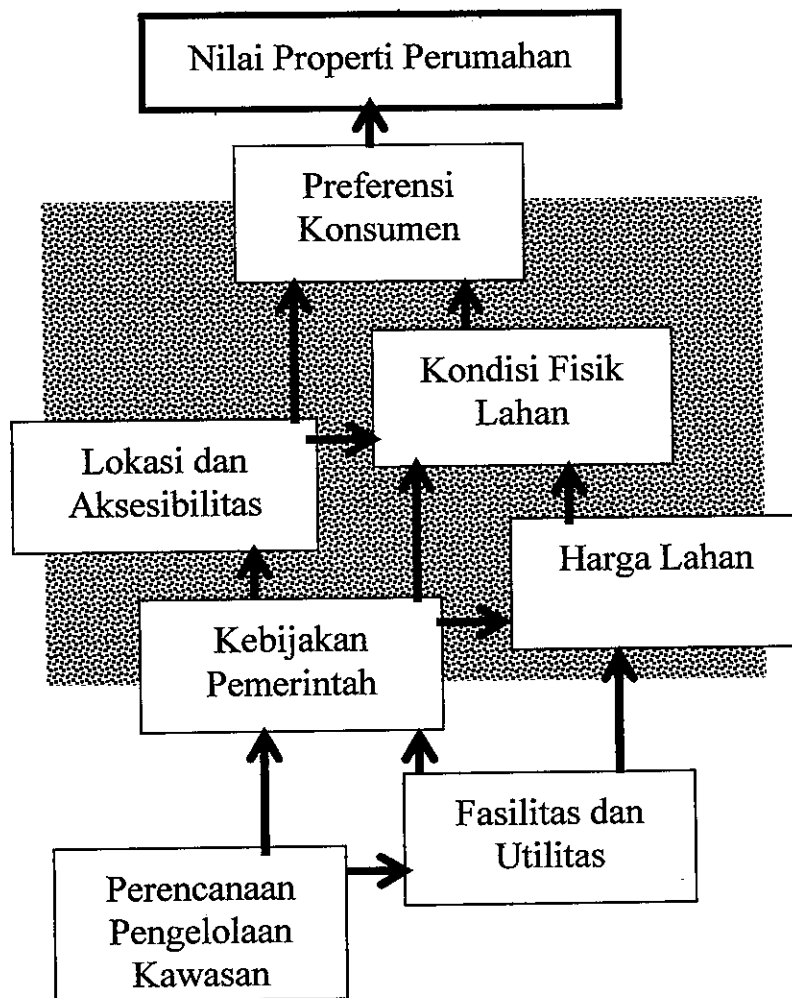 Nilai Properti Perumahan
Preferensi
Konsumen
Kondisi Fisik
Lahan
Lokasi dan
Aksesibilitas
Harga Lahan
Kebijakan
Pemerintah
Fasilitas dan
Utilitas
Perencanaan
Pengelolaan
Kawasan